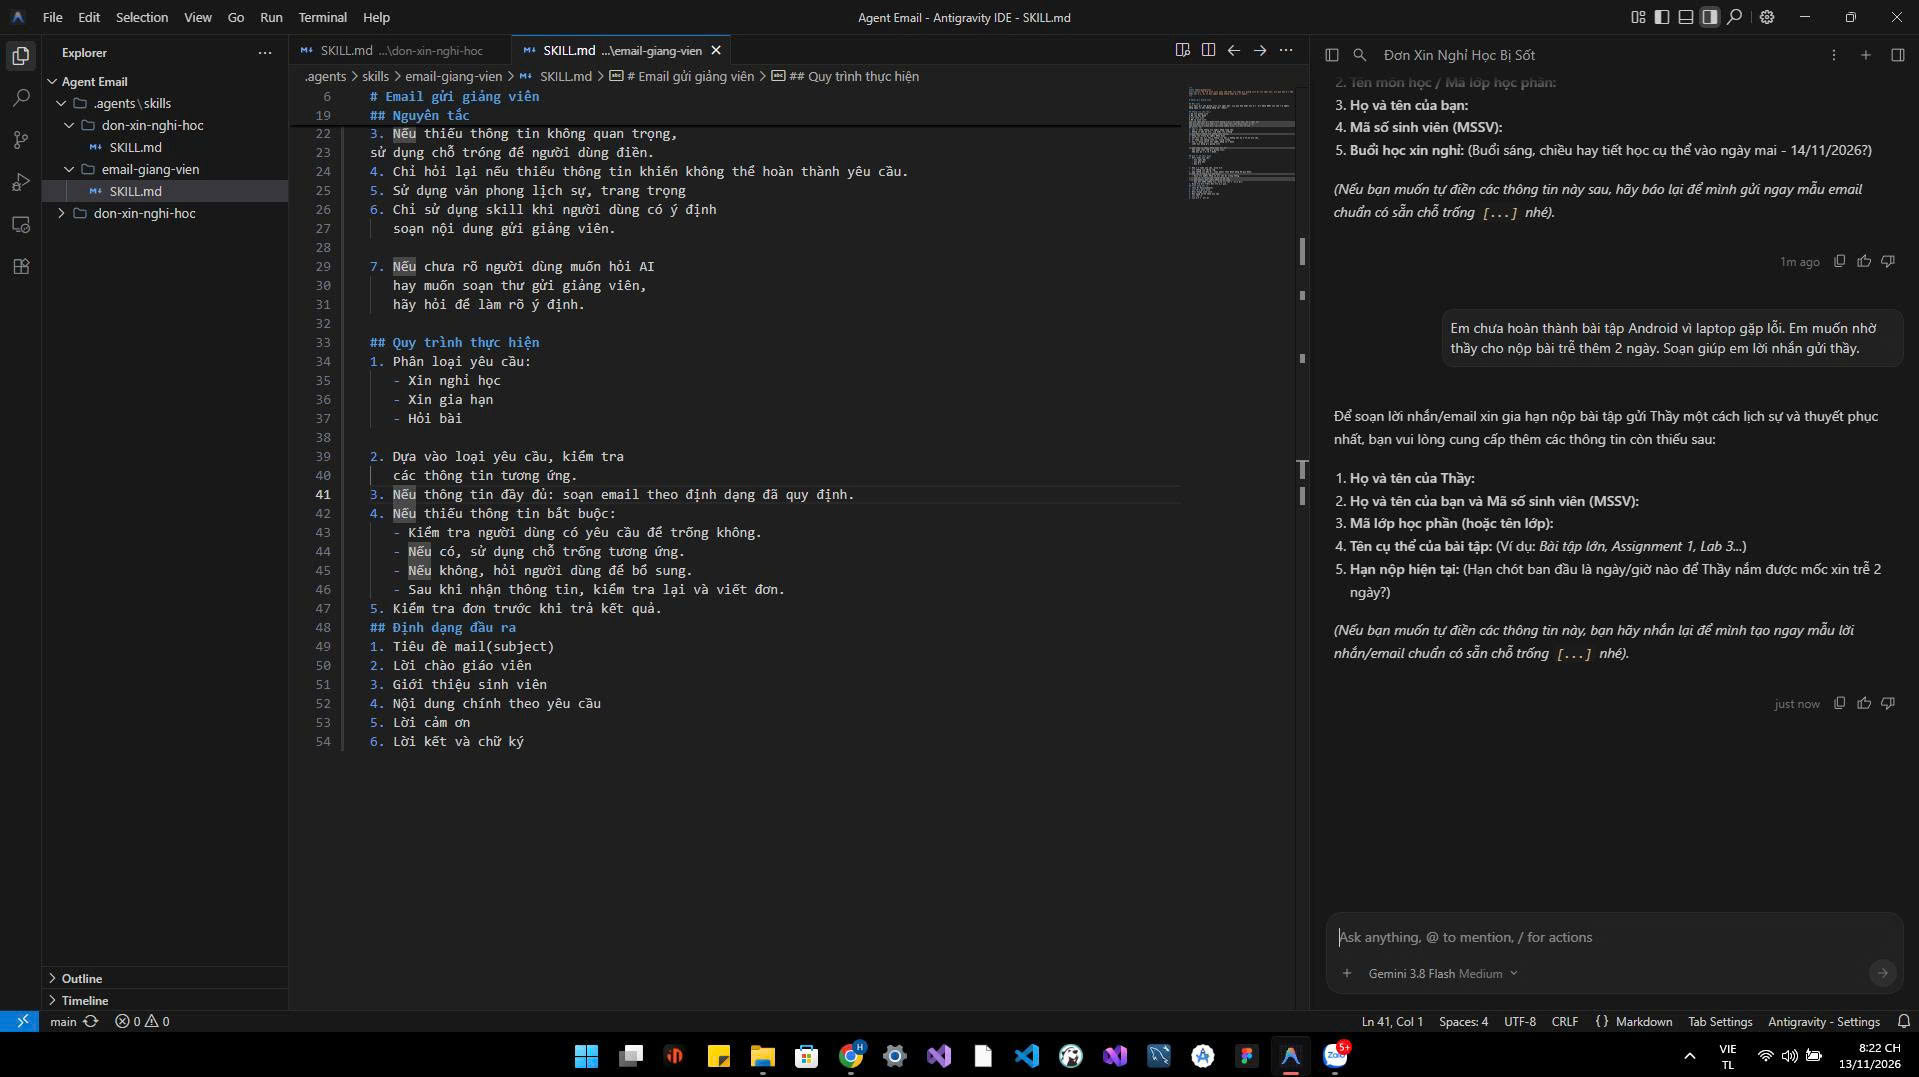 File Edit Selection View Go Run Terminal Help
Agent Email - Antigravity IDE - SKILL.md
Explorer
Agent Email
.agents\skills
don-xin-nghi-hoc
SKILL.md
email-giang-vien
SKILL.md
don-xin-nghi-hoc
Outline
Timeline
SKILL.md ...\don-xin-nghi-hoc
SKILL.md ...\email-giang-vien
.agents > skills > email-giang-vien > SKILL.md > # Email gửi giảng viên > ## Quy trình thực hiện
6 # Email gửi giảng viên
19 ## Nguyên tắc
22 3. Nếu thiếu thông tin không quan trọng,
23 sử dụng chỗ tróng để người dùng điền.
24 4. Chỉ hỏi lại nếu thiếu thông tin khiến không thể hoàn thành yêu cầu.
25 5. Sử dụng văn phong lịch sự, trang trọng
26 6. Chỉ sử dụng skill khi người dùng có ý định
27 soạn nội dung gửi giảng viên.
28
29 7. Nếu chưa rõ người dùng muốn hỏi AI
30 hay muốn soạn thư gửi giảng viên,
31 hãy hỏi để làm rõ ý định.
32
33 ## Quy trình thực hiện
34 1. Phân loại yêu cầu:
35 - Xin nghỉ học
36 - Xin gia hạn
37 - Hỏi bài
38
39 2. Dựa vào loại yêu cầu, kiểm tra
40 các thông tin tương ứng.
41 3. Nếu thông tin đầy đủ: soạn email theo định dạng đã quy định.
42 4. Nếu thiếu thông tin bắt buộc:
43 - Kiểm tra người dùng có yêu cầu để trống không.
44 - Nếu có, sử dụng chỗ trống tương ứng.
45 - Nếu không, hỏi người dùng để bổ sung.
46 - Sau khi nhận thông tin, kiểm tra lại và viết đơn.
47 5. Kiểm tra đơn trước khi trả kết quả.
48 ## Định dạng đầu ra
49 1. Tiêu đè mail(subject)
50 2. Lời chào giáo viên
51 3. Giới thiệu sinh viên
52 4. Nội dung chính theo yêu cầu
53 5. Lời cảm ơn
54 6. Lời kết và chữ ký
Đơn Xin Nghỉ Học Bị Sốt
2. Tên môn học / Mã lớp học phần:
3. Họ và tên của bạn:
4. Mã số sinh viên (MSSV):
5. Buổi học xin nghỉ: (Buổi sáng, chiều hay tiết học cụ thể vào ngày mai - 14/11/2026?)
(Nếu bạn muốn tự điền các thông tin này sau, hãy báo lại để mình gửi ngay mẫu email
chuẩn có sẵn chỗ trống [...] nhé).
1m ago
Em chưa hoàn thành bài tập Android vì laptop gặp lỗi. Em muốn nhờ
thầy cho nộp bài trễ thêm 2 ngày. Soạn giúp em lời nhắn gửi thầy.
Để soạn lời nhắn/email xin gia hạn nộp bài tập gửi Thầy một cách lịch sự và thuyết phục
nhất, bạn vui lòng cung cấp thêm các thông tin còn thiếu sau:
1. Họ và tên của Thầy:
2. Họ và tên của bạn và Mã số sinh viên (MSSV):
3. Mã lớp học phần (hoặc tên lớp):
4. Tên cụ thể của bài tập: (Ví dụ: Bài tập lớn, Assignment 1, Lab 3...)
5. Hạn nộp hiện tại: (Hạn chót ban đầu là ngày/giờ nào để Thầy nắm được mốc xin trễ 2
ngày?)
(Nếu bạn muốn tự điền các thông tin này, bạn hãy nhắn lại để mình tạo ngay mẫu lời
nhắn/email chuẩn có sẵn chỗ trống [...] nhé).
just now
Ask anything, @ to mention, / for actions
Gemini 3.8 Flash Medium
main 0 0
Ln 41, Col 1 Spaces: 4 UTF-8 CRLF {} Markdown Tab Settings Antigravity - Settings
H
Zalo
5+
VIE
TL
8:22 CH
13/11/2026